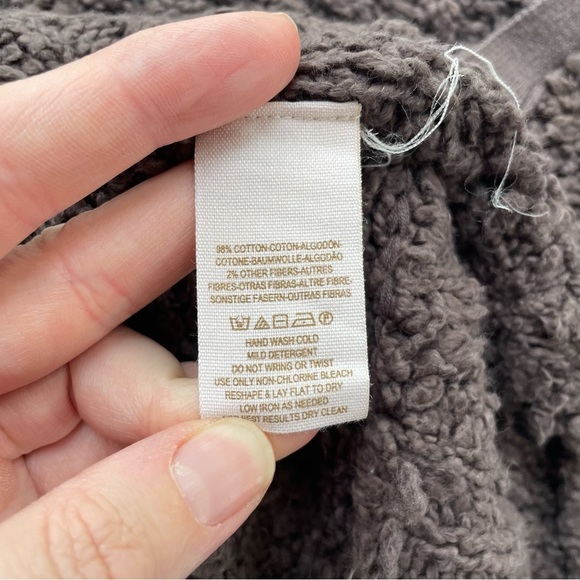 98% COTTON-COTON-ALGODÓN-
COTONE-BAUMWOLLE-ALGODÃO
2% OTHER FIBERS-AUTRES
FIBRES-OTRAS FIBRAS-ALTRE FIBRE-
SONSTIGE FASERN-OUTRAS FIBRAS
HAND WASH COLD
MILD DETERGENT
DO NOT WRING OR TWIST
USE ONLY NON-CHLORINE BLEACH
RESHAPE & LAY FLAT TO DRY
LOW IRON AS NEEDED
RESULTS DRY CLEAN